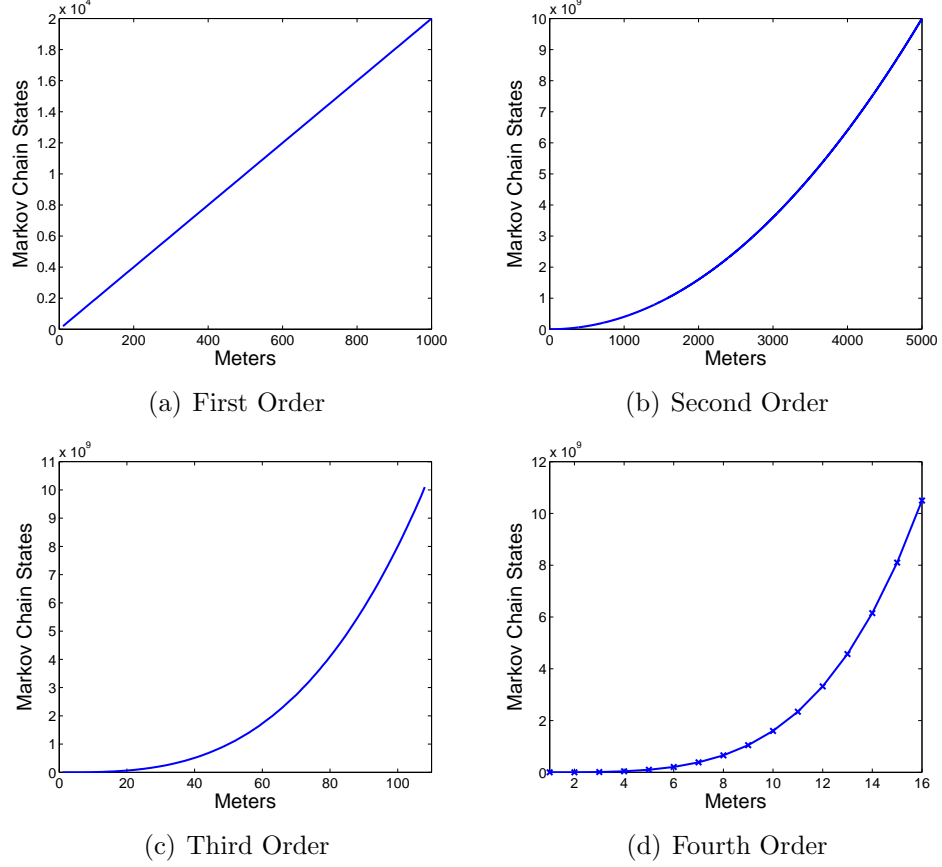 x 10^4
2
1.8
1.6
1.4
1.2
1
0.8
0.6
0.4
0.2
0
Markov Chain States
0 200 400 600 800 1000
Meters
(a) First Order
x 10^9
10
9
8
7
6
5
4
3
2
1
0
Markov Chain States
0 1000 2000 3000 4000 5000
Meters
(b) Second Order
x 10^9
11
10
9
8
7
6
5
4
3
2
1
0
Markov Chain States
0 20 40 60 80 100
Meters
(c) Third Order
x 10^9
12
10
8
6
4
2
0
Markov Chain States
2 4 6 8 10 12 14 16
Meters
(d) Fourth Order